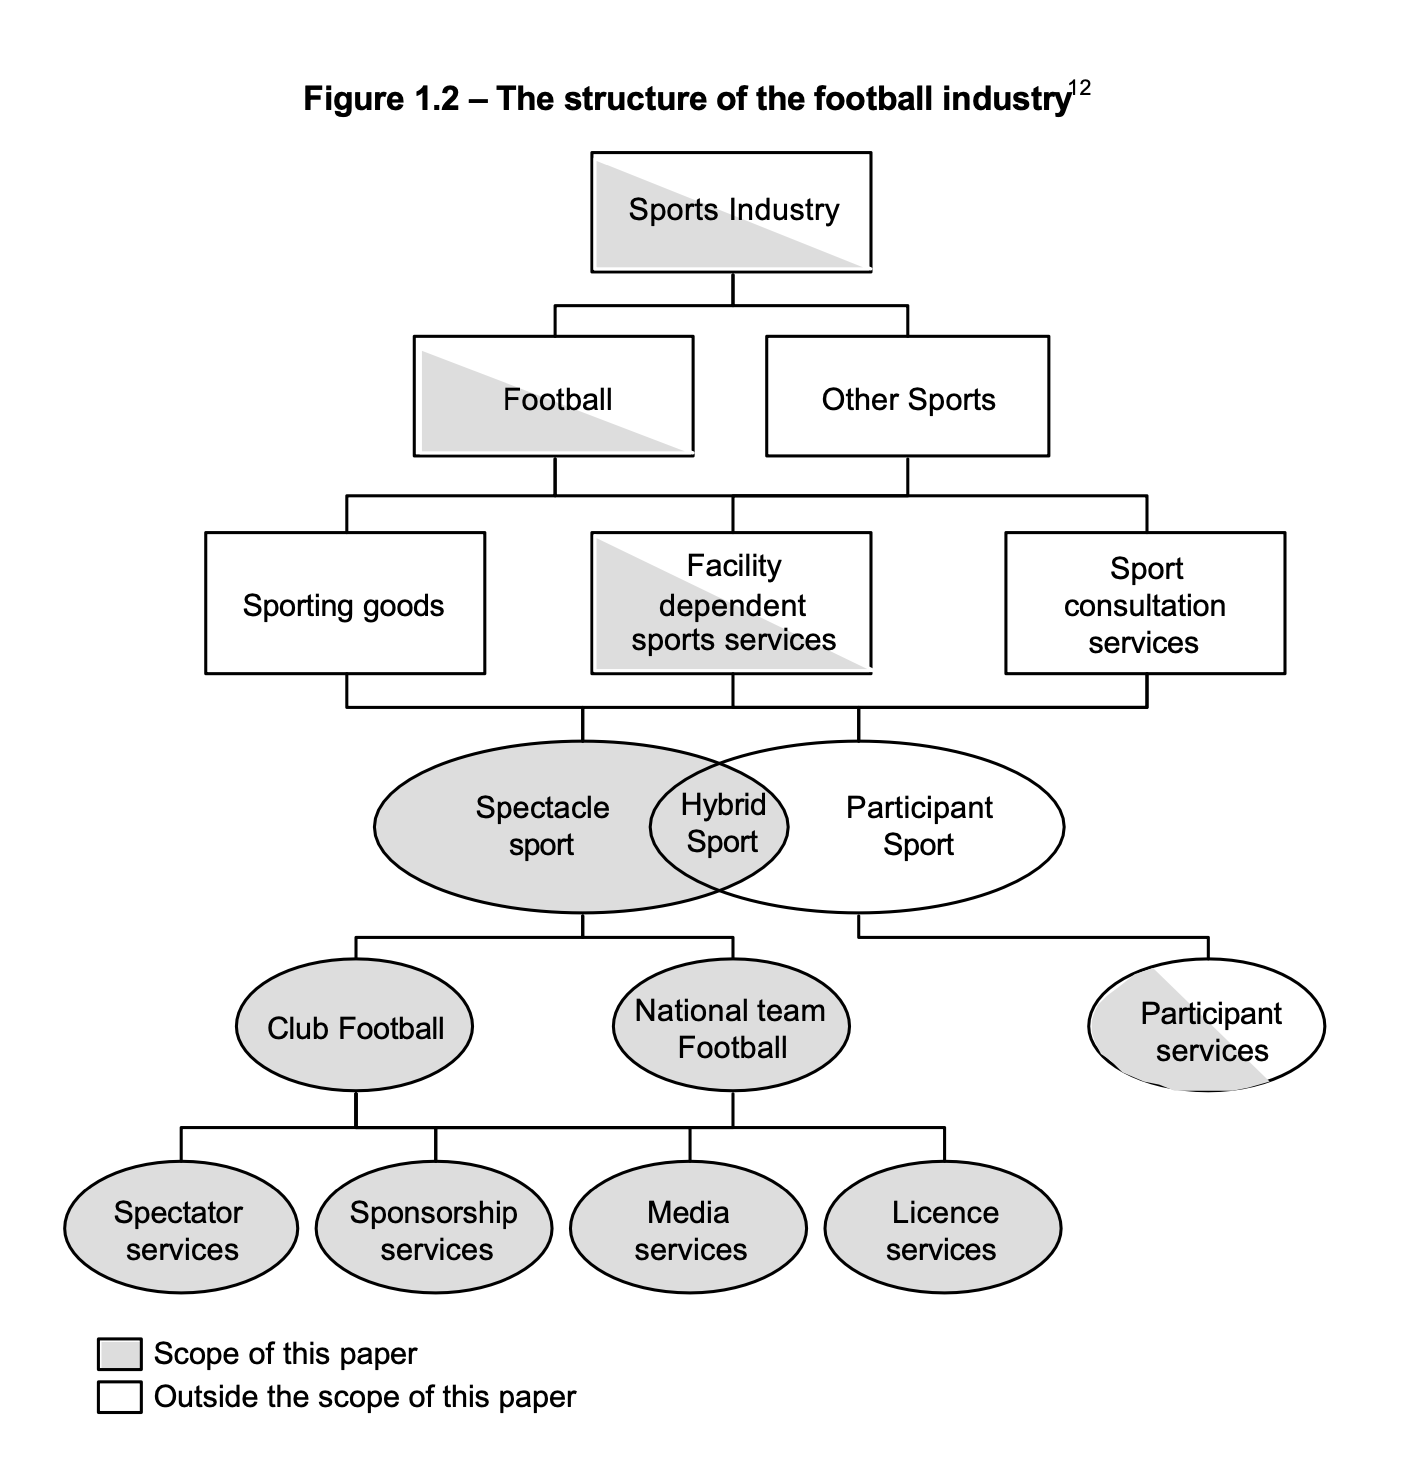 Figure 1.2 – The structure of the football industry12
Sports Industry
Football
Other Sports
Sporting goods
Facility
dependent
sports services
Sport
consultation
services
Spectacle
sport
Hybrid
Sport
Participant
Sport
Club Football
National team
Football
Participant
services
Spectator
services
Sponsorship
services
Media
services
Licence
services
Scope of this paper
Outside the scope of this paper